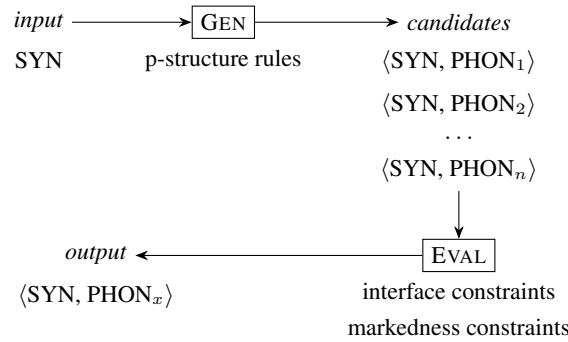 input GEN candidates
SYN p-structure rules ⟨SYN, PHON₁⟩
⟨SYN, PHON₂⟩
. . .
⟨SYN, PHONₙ⟩
output EVAL
⟨SYN, PHONₓ⟩ interface constraints
markedness constraints